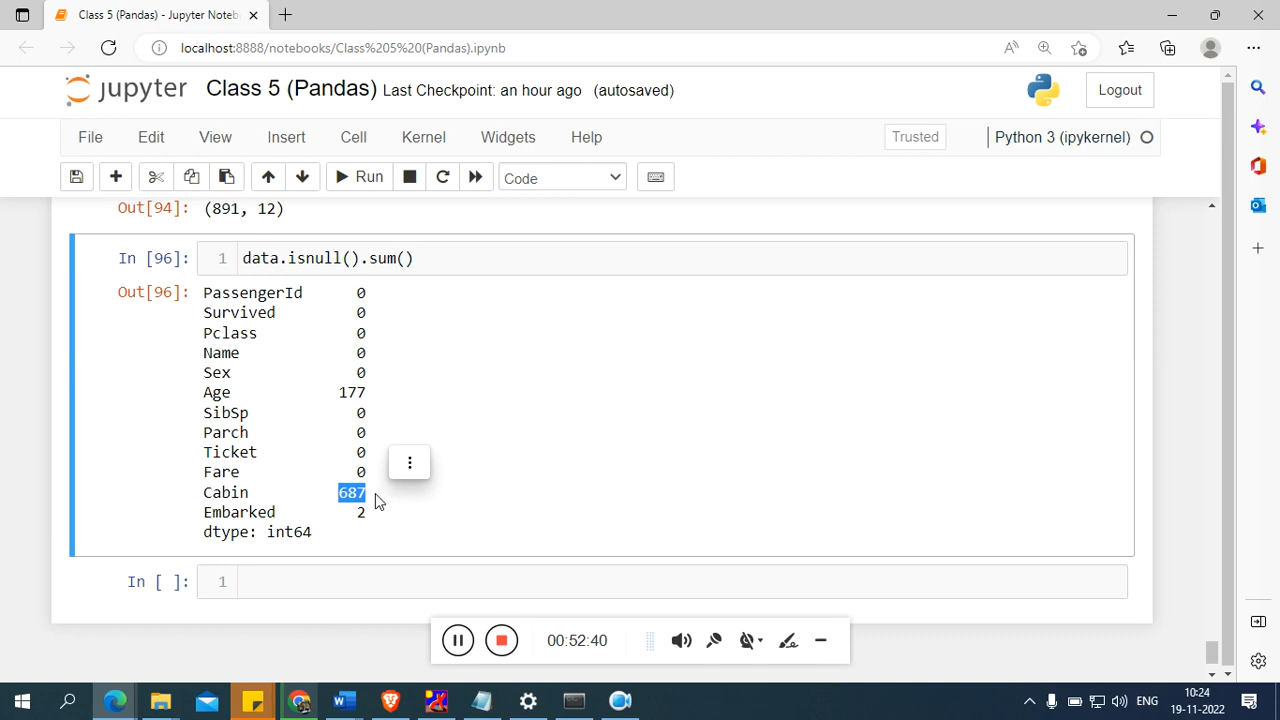 Class 5 (Pandas) - Jupyter Noteb
localhost:8888/notebooks/Class%205%20(Pandas).ipynb
jupyter Class 5 (Pandas) Last Checkpoint: an hour ago (autosaved)
Logout
File Edit View Insert Cell Kernel Widgets Help Trusted Python 3 (ipykernel)
Run Code
Out[94]: (891, 12)
In [96]: 1 data.isnull().sum()
Out[96]: PassengerId 0
Survived 0
Pclass 0
Name 0
Sex 0
Age 177
SibSp 0
Parch 0
Ticket 0
Fare 0
Cabin 687
Embarked 2
dtype: int64
In [ ]: 1
00:52:40
ENG
10:24
19-11-2022